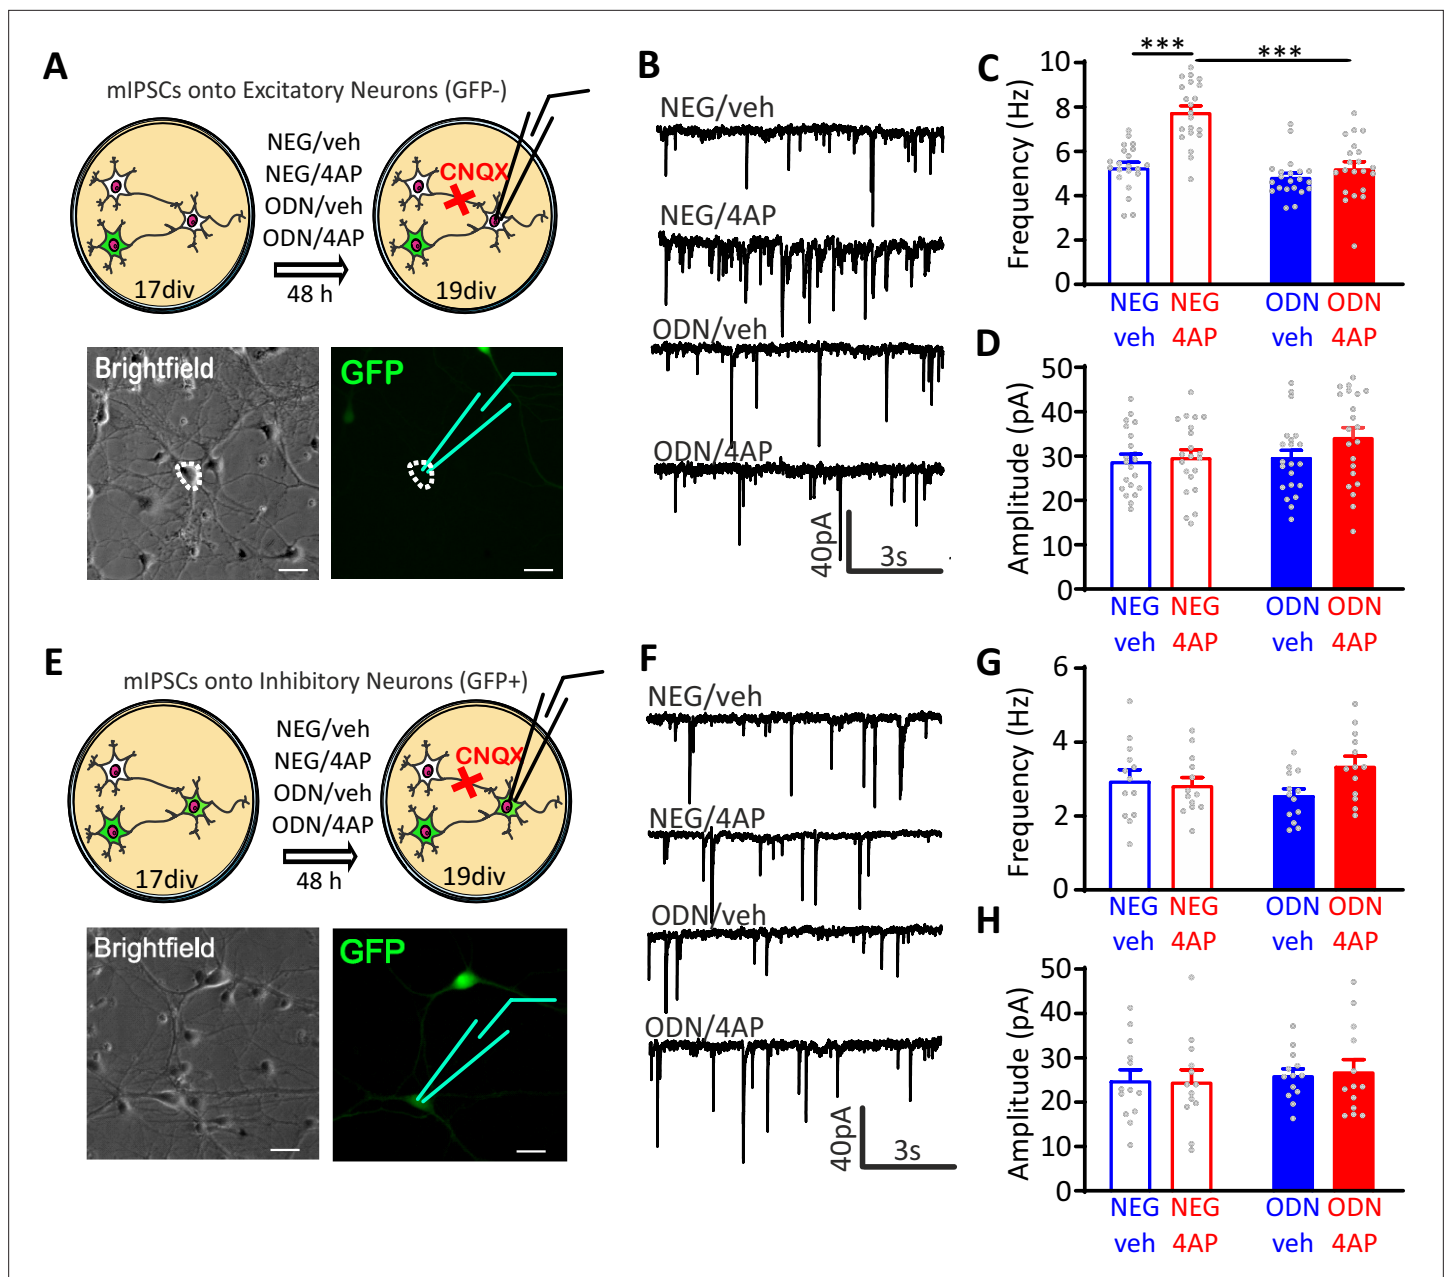 A
mIPSCs onto Excitatory Neurons (GFP-)
NEG/veh
NEG/4AP
ODN/veh
ODN/4AP
48 h
17div
CNQX
19div
Brightfield
GFP
B
NEG/veh
NEG/4AP
ODN/veh
ODN/4AP
40pA
3s
C
***
***
Frequency (Hz)
10
8
6
4
2
0
NEG NEG ODN ODN
veh 4AP veh 4AP
D
Amplitude (pA)
50
40
30
20
10
0
NEG NEG ODN ODN
veh 4AP veh 4AP
E
mIPSCs onto Inhibitory Neurons (GFP+)
NEG/veh
NEG/4AP
ODN/veh
ODN/4AP
48 h
17div
CNQX
19div
Brightfield
GFP
F
NEG/veh
NEG/4AP
ODN/veh
ODN/4AP
40pA
3s
G
Frequency (Hz)
6
4
2
0
NEG NEG ODN ODN
veh 4AP veh 4AP
H
Amplitude (pA)
50
40
30
20
10
0
NEG NEG ODN ODN
veh 4AP veh 4AP